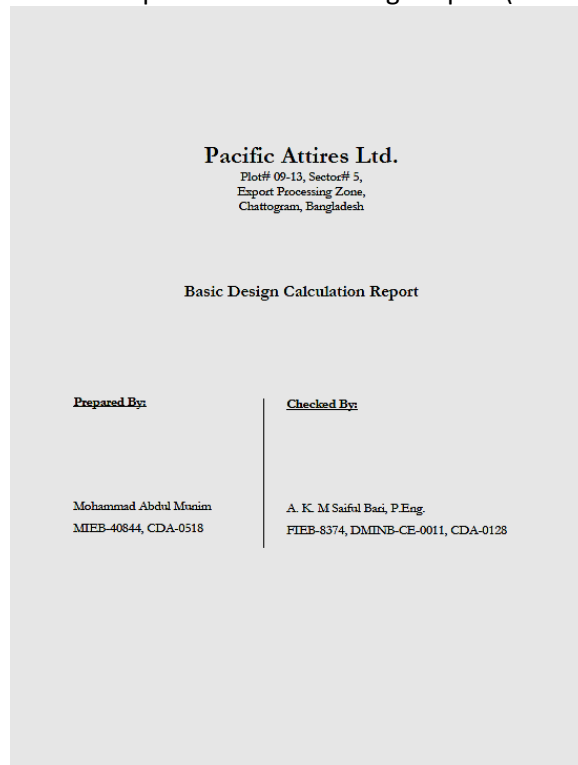 Pacific Attires Ltd.
Plot# 09-13, Sector# 5,
Export Processing Zone,
Chattogram, Bangladesh
Basic Design Calculation Report
Prepared By:
Checked By:
Mohammad Abdul Munim
MIEB-40844, CDA-0518
A. K. M Saiful Bari, P.Eng.
FIEB-8374, DMINB-CE-0011, CDA-0128